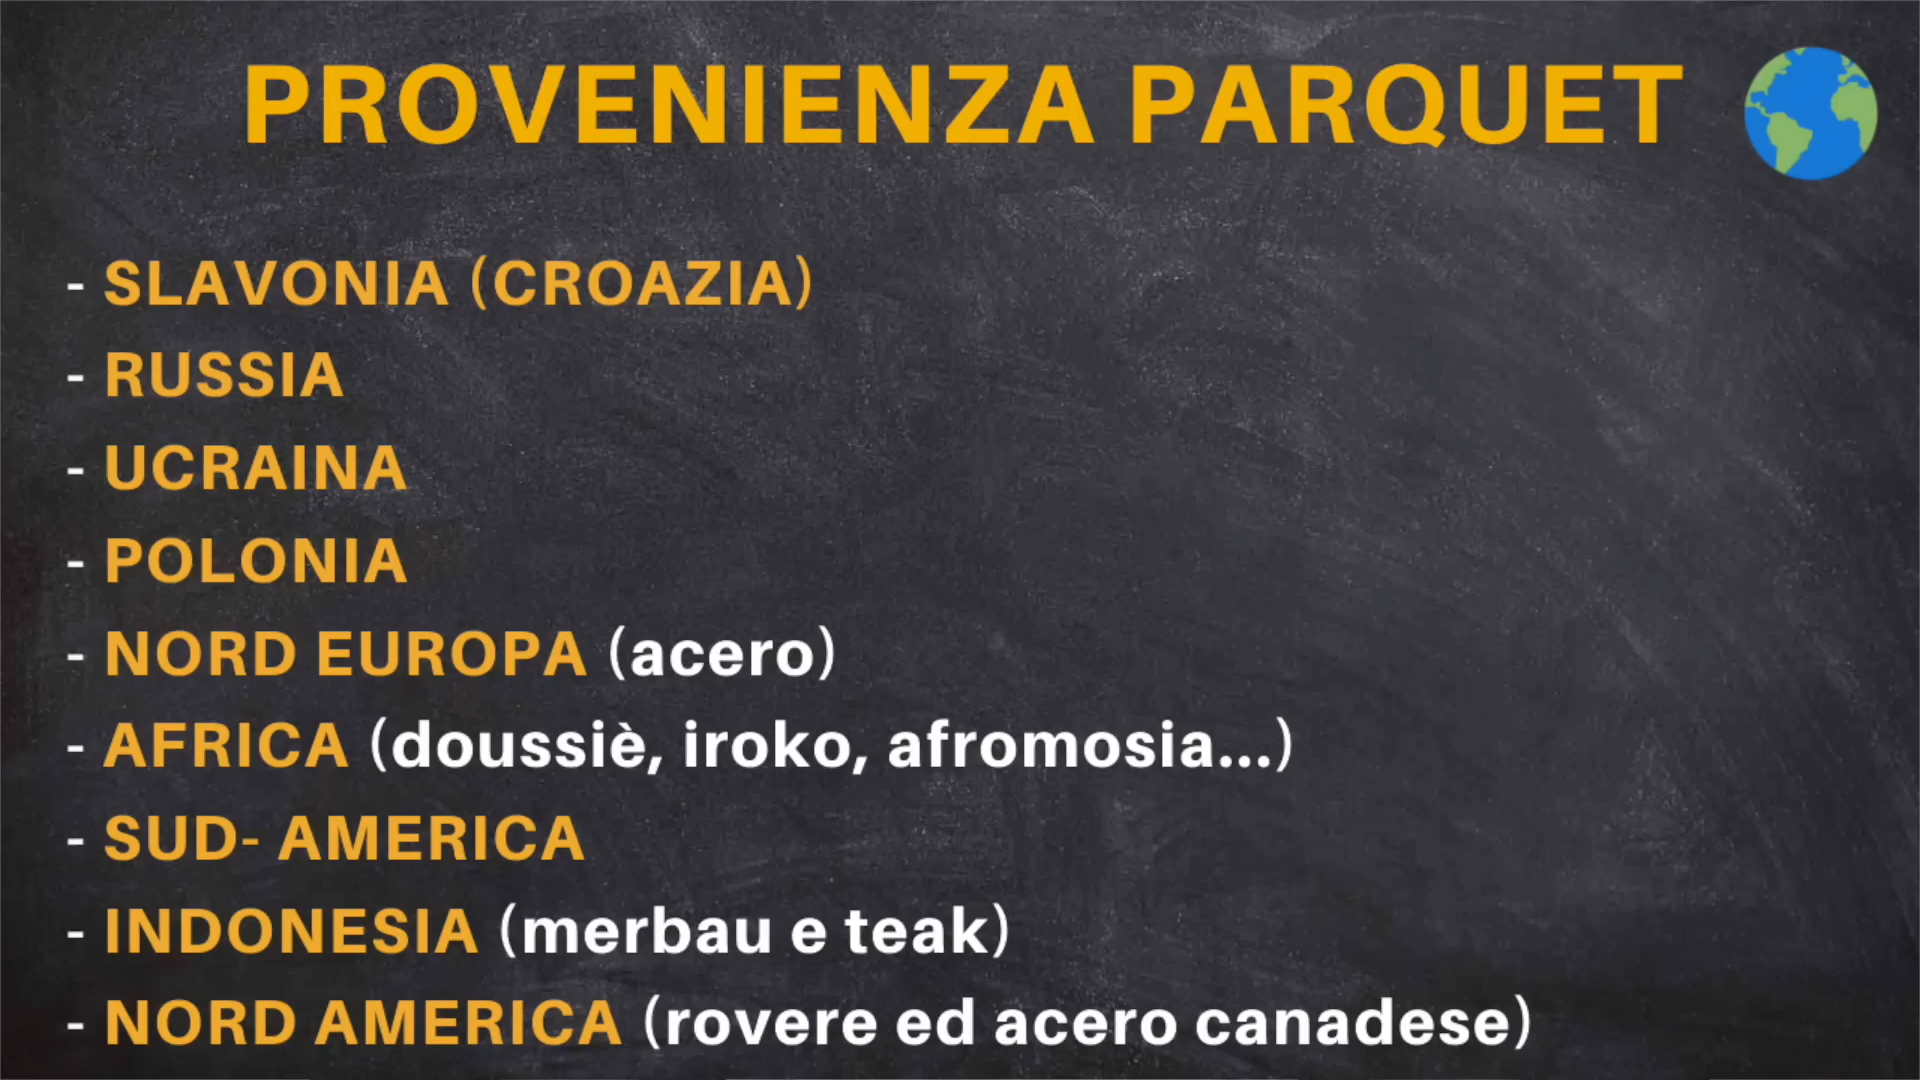 PROVENIENZA PARQUET
- SLAVONIA (CROAZIA)
- RUSSIA
- UCRAINA
- POLONIA
- NORD EUROPA (acero)
- AFRICA (doussiè, iroko, afromosia...)
- SUD- AMERICA
- INDONESIA (merbau e teak)
- NORD AMERICA (rovere ed acero canadese)